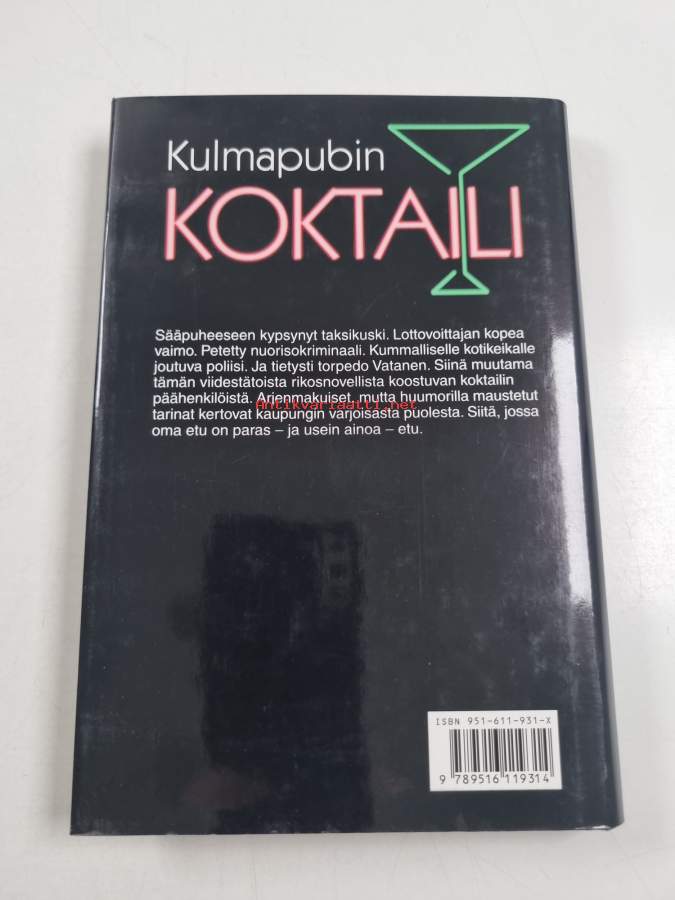 Kulmapubin
KOKTAILI
Sääpuheeseen kypsynyt taksikuski. Lottovoittajan kopea
vaimo. Petetty nuorisokriminaali. Kummalliselle kotikeikalle
joutuva poliisi. Ja tietysti torpedo Vatanen. Siinä muutama
tämän viidestätoista rikosnovellista koostuvan koktailin
päähenkilöistä. Arjenmakuiset, mutta huumorilla maustetut
Antikvariaatti.net
tarinat kertovat kaupungin varjoisasta puolesta. Siitä, jossa
oma etu on paras – ja usein ainoa – etu.
ISBN 951-611-931-X
9 789516 119314